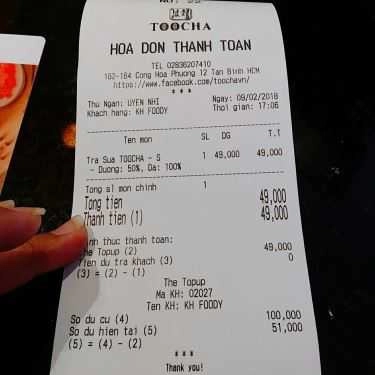 TOOCHA
HOA DON THANH TOAN
TEL 02836207410
162-164 Cong Hoa Phuong 12 Tan Binh HCM
https://www.facebook.com/toochavn/
***
Thu Ngan: UYEN NHI Ngay: 09/02/2018
Khach hang: KH FOODY Thoi gian: 17:06
Ten mon SL DG T.T
Tra Sua TOOCHA - S 1 49,000 49,000
- Duong: 50%, Da: 100%
Tong sl mon chinh 1
Tong tien 49,000
Thanh tien (1) 49,000
inh thuc thanh toan:
The Topup (2) 49,000
Tien du tra khach (3) 0
(3) = (2) - (1)
The Topup
Ma KH: 02027
Ten KH: KH FOODY
So du cu (4) 100,000
So du hien tai (5) 51,000
(5) = (4) - (2)
***
Thank you!